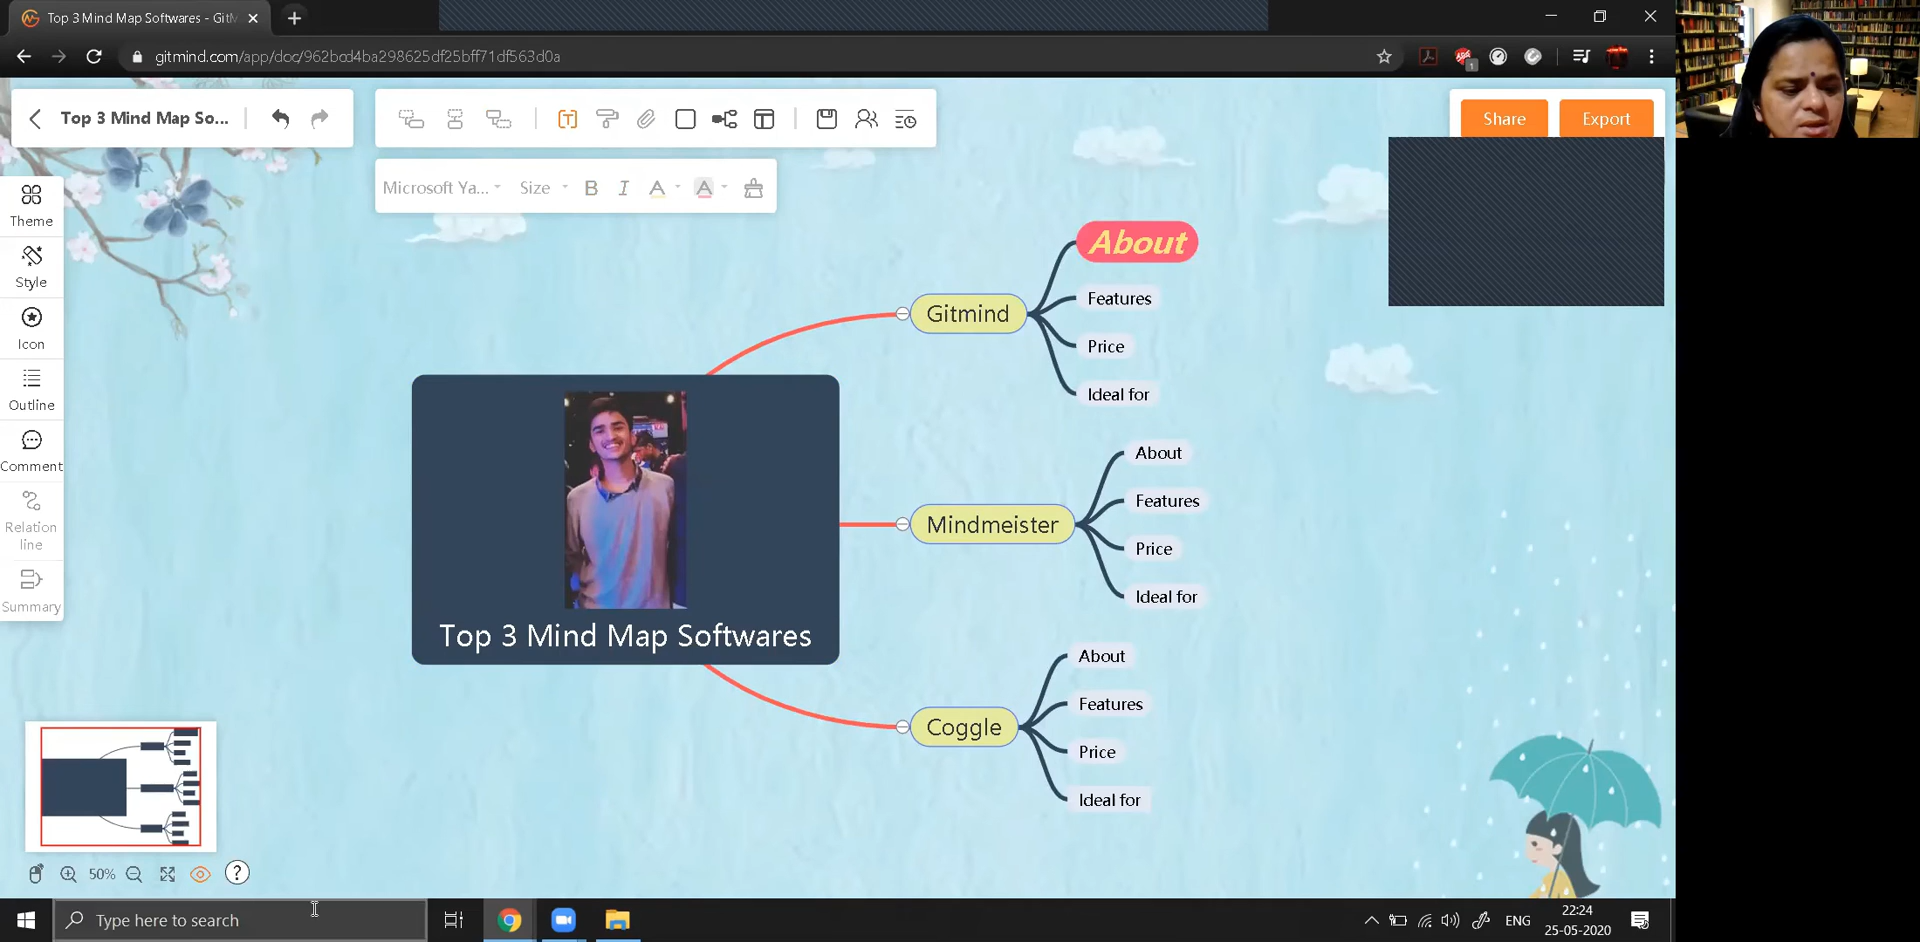 Top 3 Mind Map Softwares - GitM
gitmind.com/app/doc/962bcd4ba298625df25bff71df563d0a
1
Top 3 Mind Map So...
Share
Export
Microsoft Ya...
Size
B
I
A
A
Theme
Style
Icon
Outline
Comment
Relation
line
Summary
About
Gitmind
Features
Price
Ideal for
About
Mindmeister
Features
Price
Ideal for
Top 3 Mind Map Softwares
About
Coggle
Features
Price
Ideal for
50%
?
Type here to search
ENG
22:24
25-05-2020